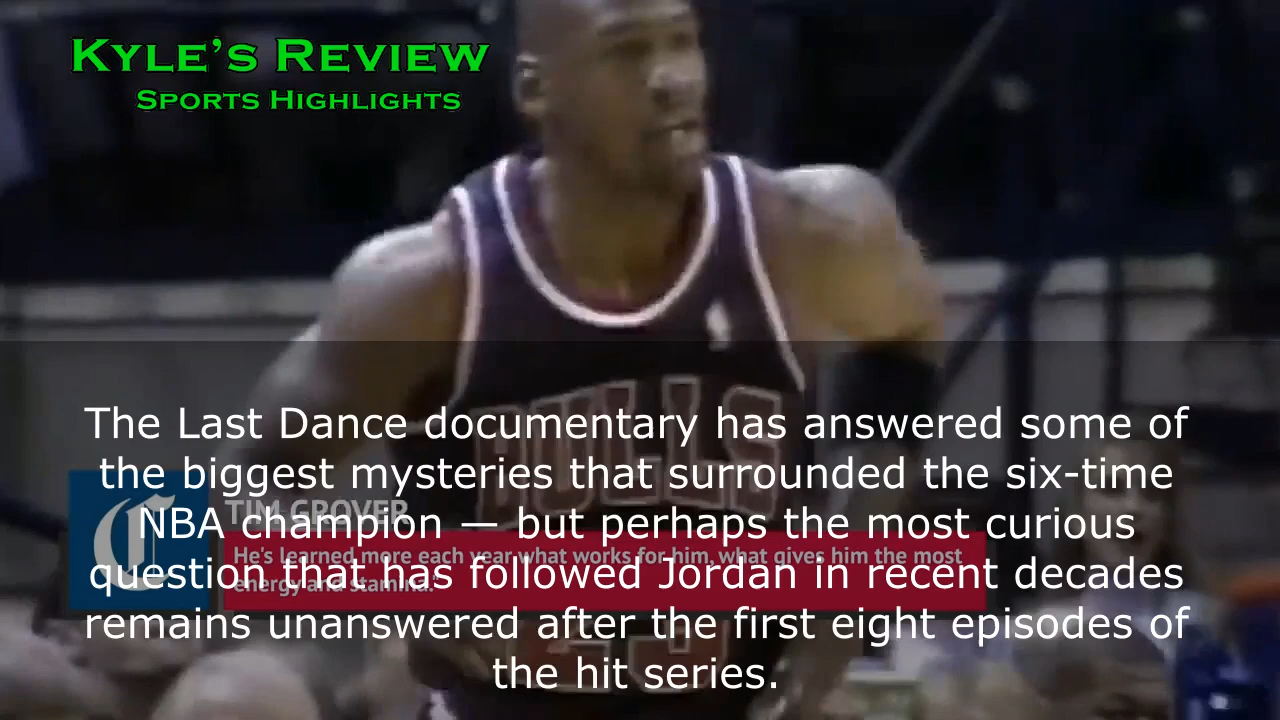 Kyle's Review
Sports Highlights
BULLS
The Last Dance documentary has answered some of
the biggest mysteries that surrounded the six-time
C
TIM GROVER
NBA champion — but perhaps the most curious
He's learned more each year what works for him, what gives him the most
question that has followed Jordan in recent decades
energy and stamina."
remains unanswered after the first eight episodes of
23
the hit series.